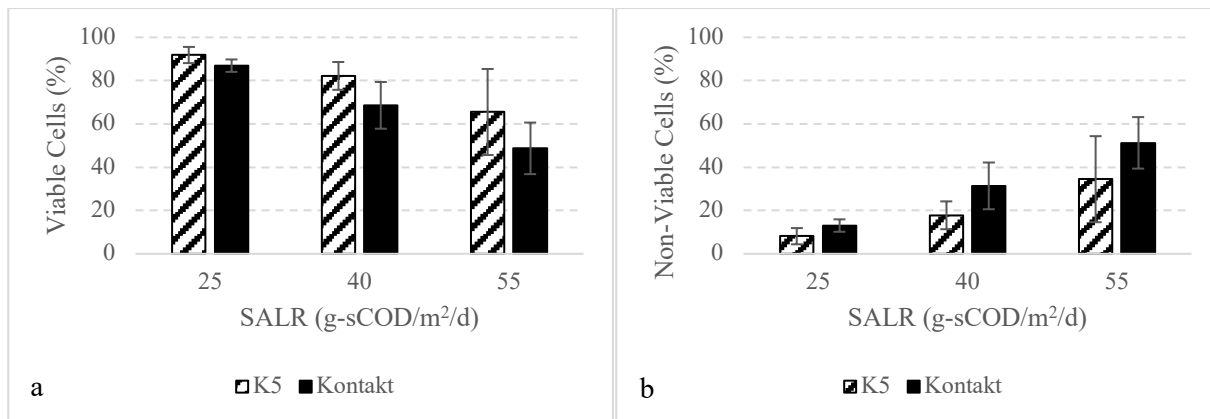 Viable Cells (%)
100
80
60
40
20
0
25 40 55
SALR (g-sCOD/m²/d)
K5 Kontakt
a
Non-Viable Cells (%)
100
80
60
40
20
0
25 40 55
SALR (g-sCOD/m²/d)
K5 Kontakt
b